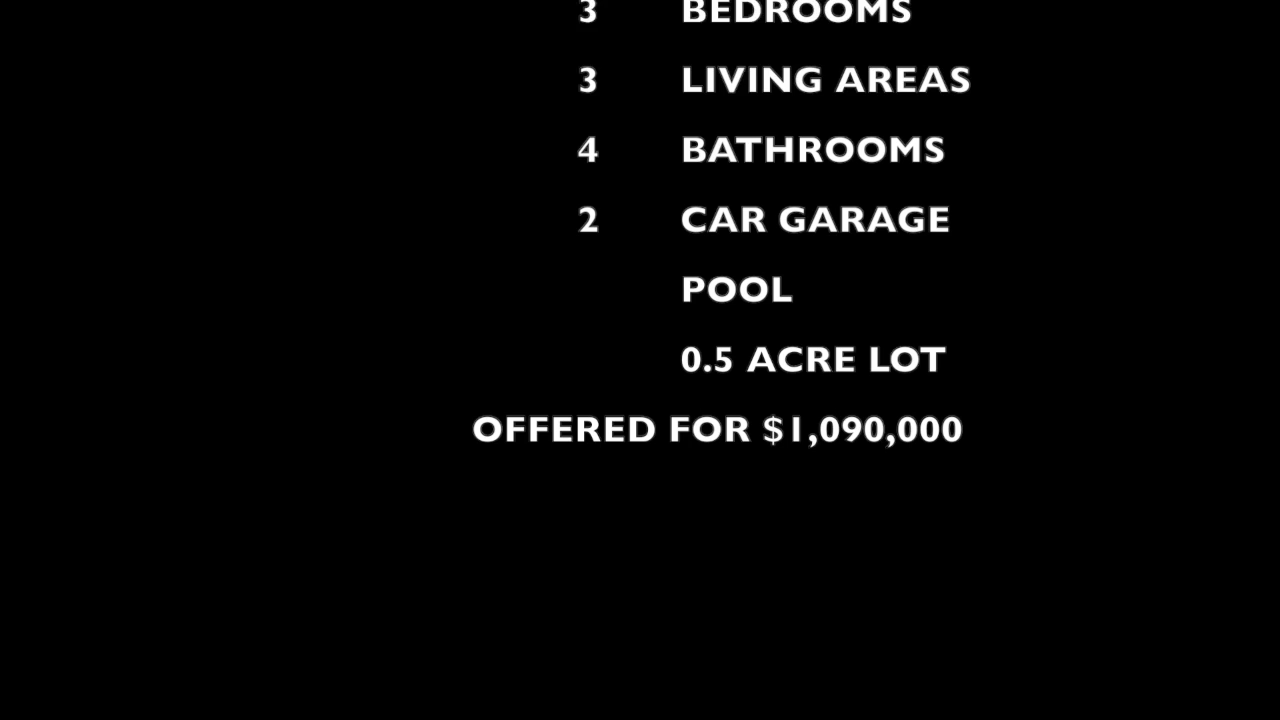 3 BEDROOMS
3 LIVING AREAS
4 BATHROOMS
2 CAR GARAGE
POOL
0.5 ACRE LOT
OFFERED FOR $1,090,000